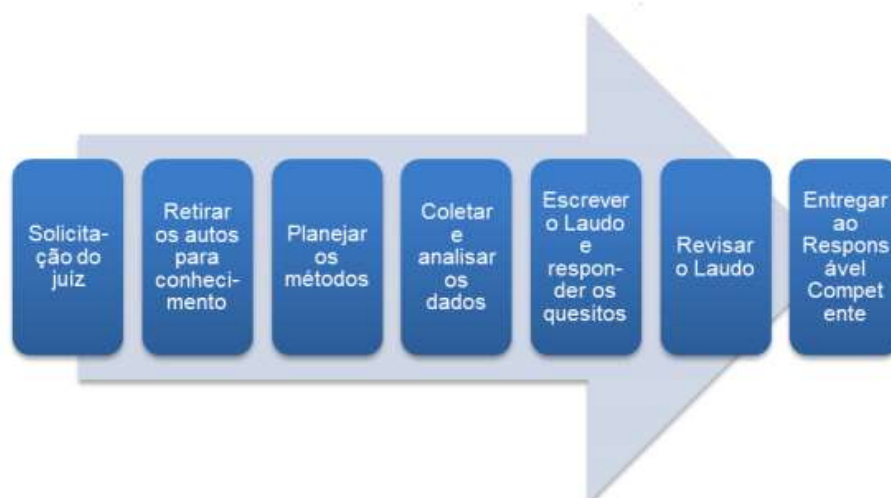 Solicita-
ção do
juíz
Retirar
os autos
para
conheci-
mento
Planejar
os
métodos
Coletar
e
analisar
os
dados
Escrever
o Laudo
e
respon-
der os
quesitos
Revisar
o Laudo
Entregar
ao
Respons
ável
Compet
ente